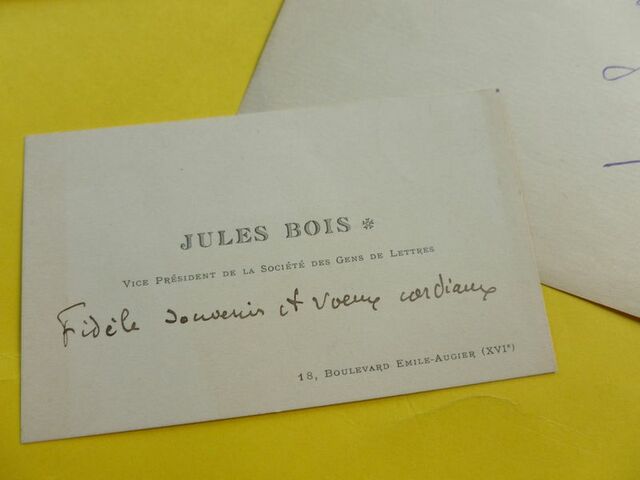 JULES BOIS ✲
VICE PRÉSIDENT DE LA SOCIÉTÉ DES GENS DE LETTRES
Fidèle souvenir et voeux cordiaux
18, BOULEVARD EMILE-AUGIER (XVIe)